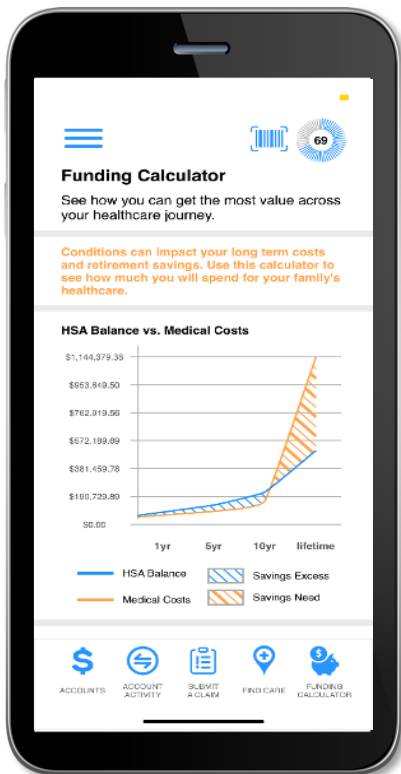 69
Funding Calculator
See how you can get the most value across
your healthcare journey.
Conditions can impact your long term costs
and retirement savings. Use this calculator to
see how much you will spend for your family's
healthcare.
HSA Balance vs. Medical Costs
$1,144,379.36
$953,649.50
$762,919.56
$572,189.69
$381,459.78
$190,729.89
$0.00
1yr 5yr 10yr lifetime
HSA Balance Savings Excess
Medical Costs Savings Need
ACCOUNTS ACCOUNT ACTIVITY SUBMIT A CLAIM FIND CARE FUNDING CALCULATOR